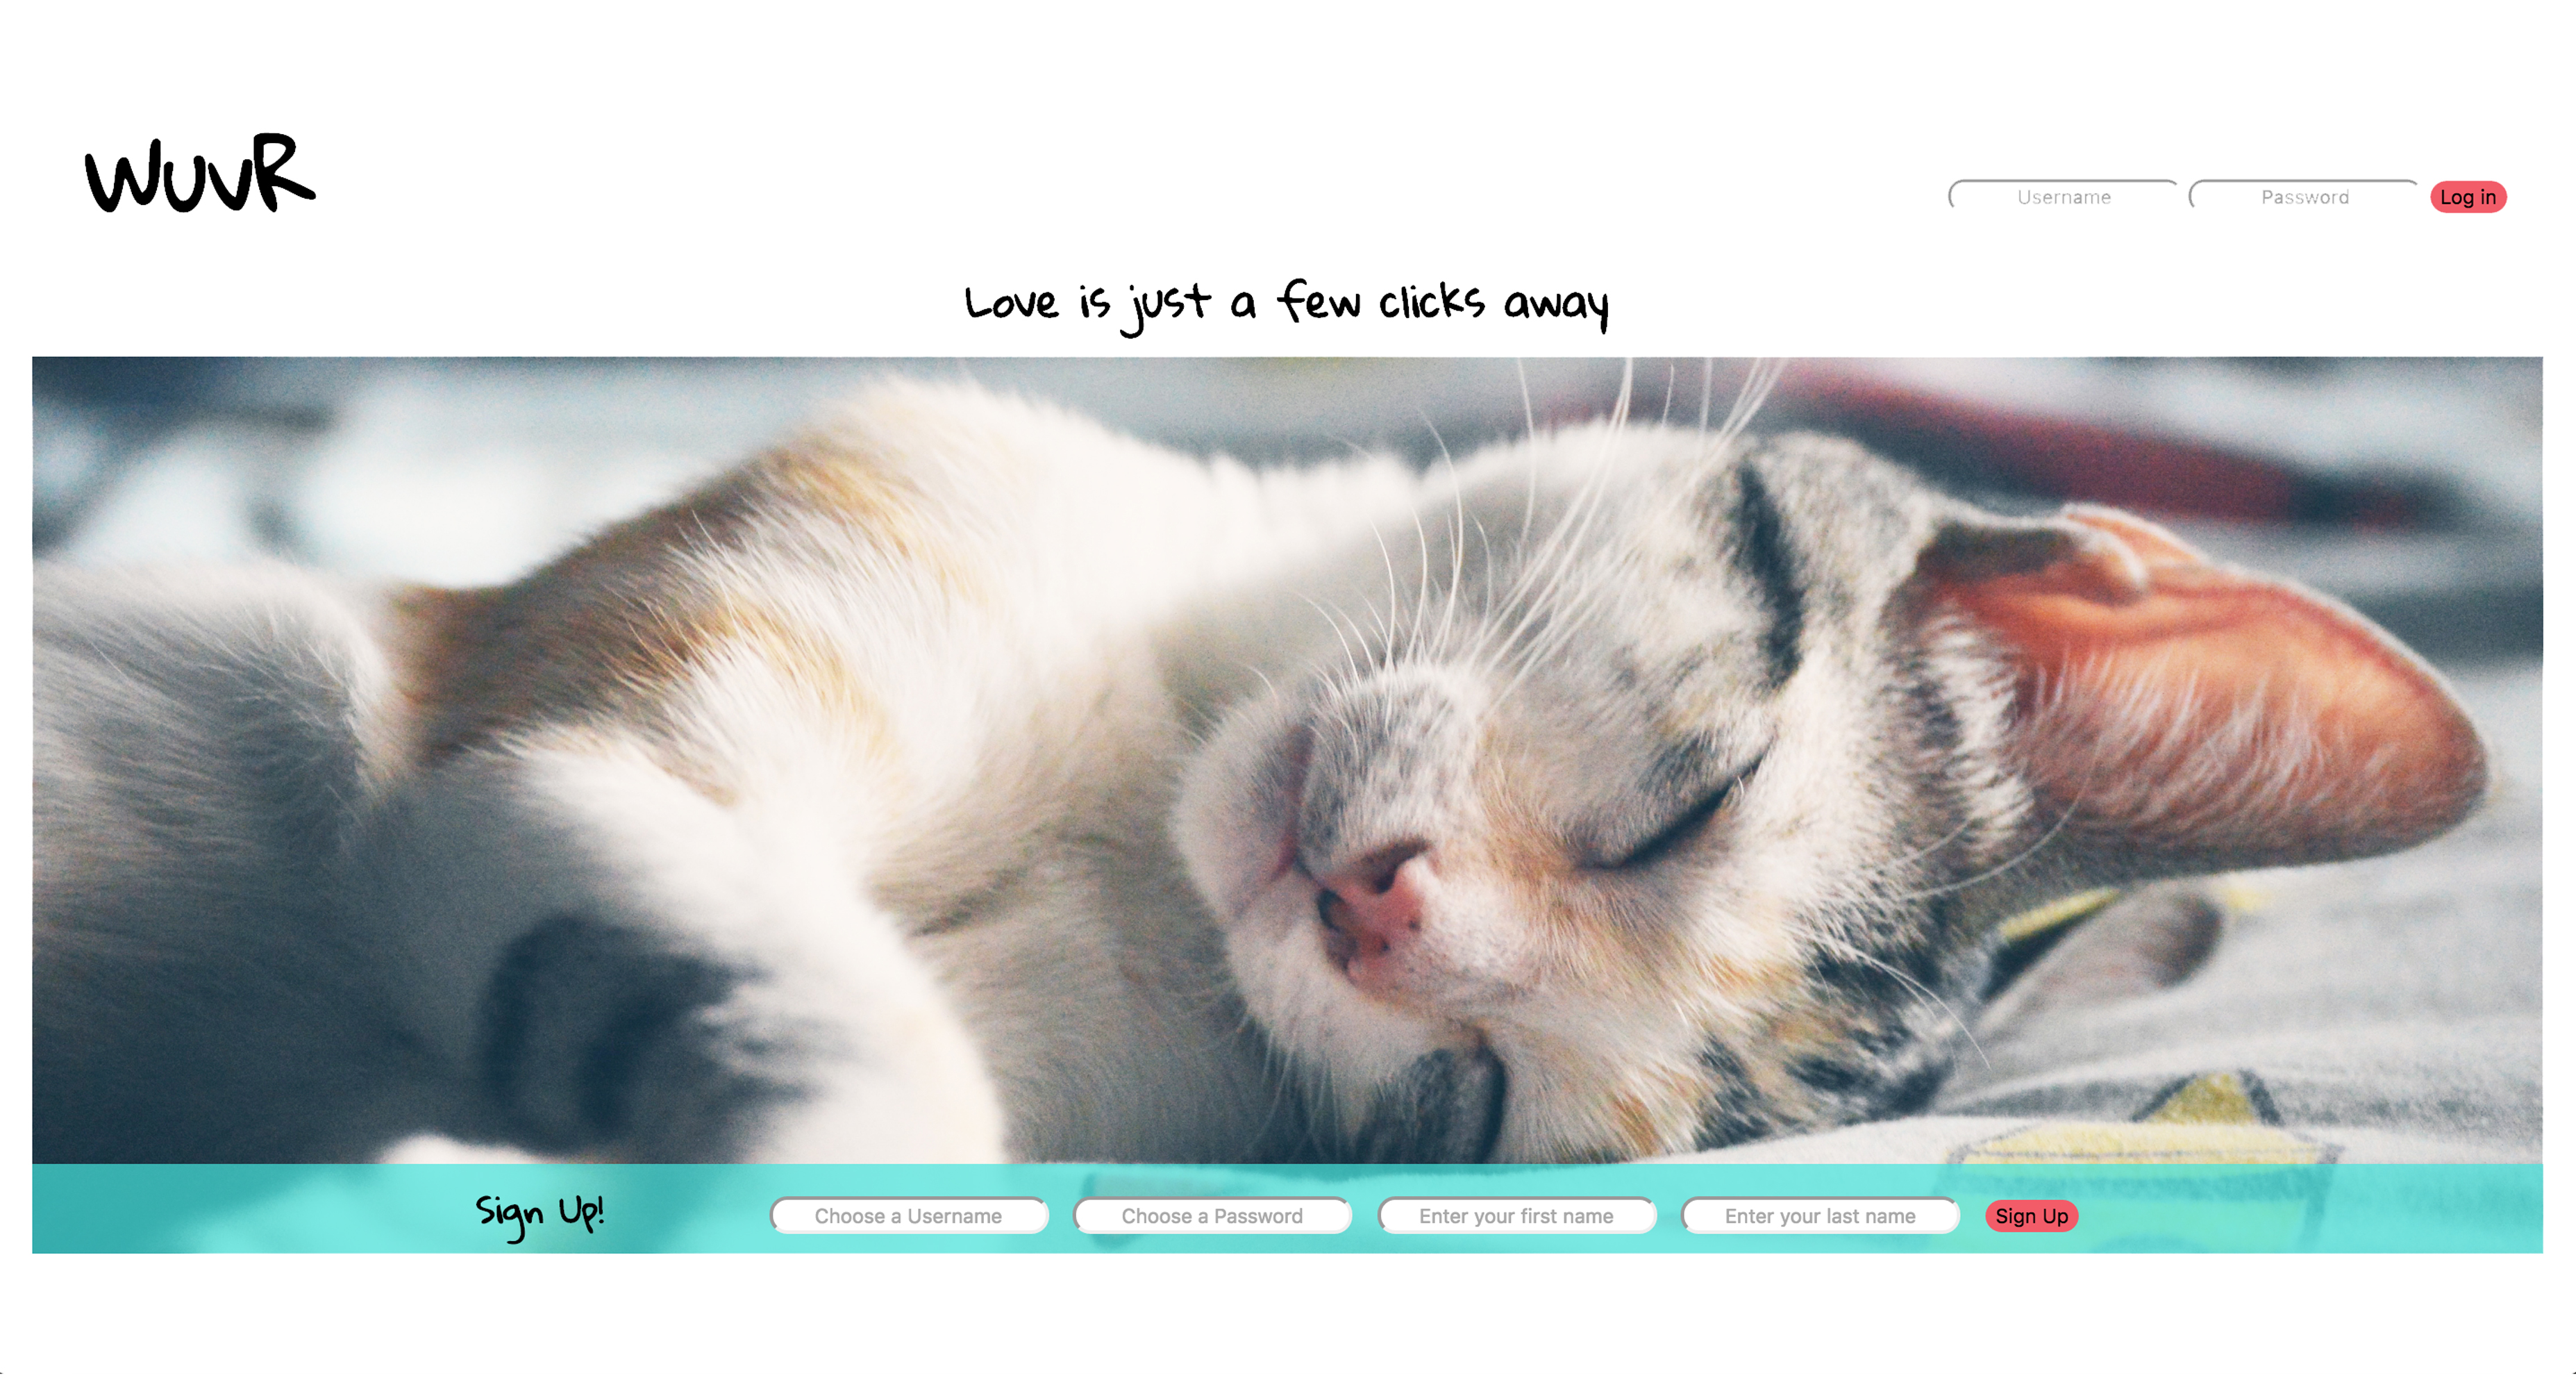 WuvR
Username Password Log in
Love is just a few clicks away
Sign Up! Choose a Username Choose a Password Enter your first name Enter your last name Sign Up